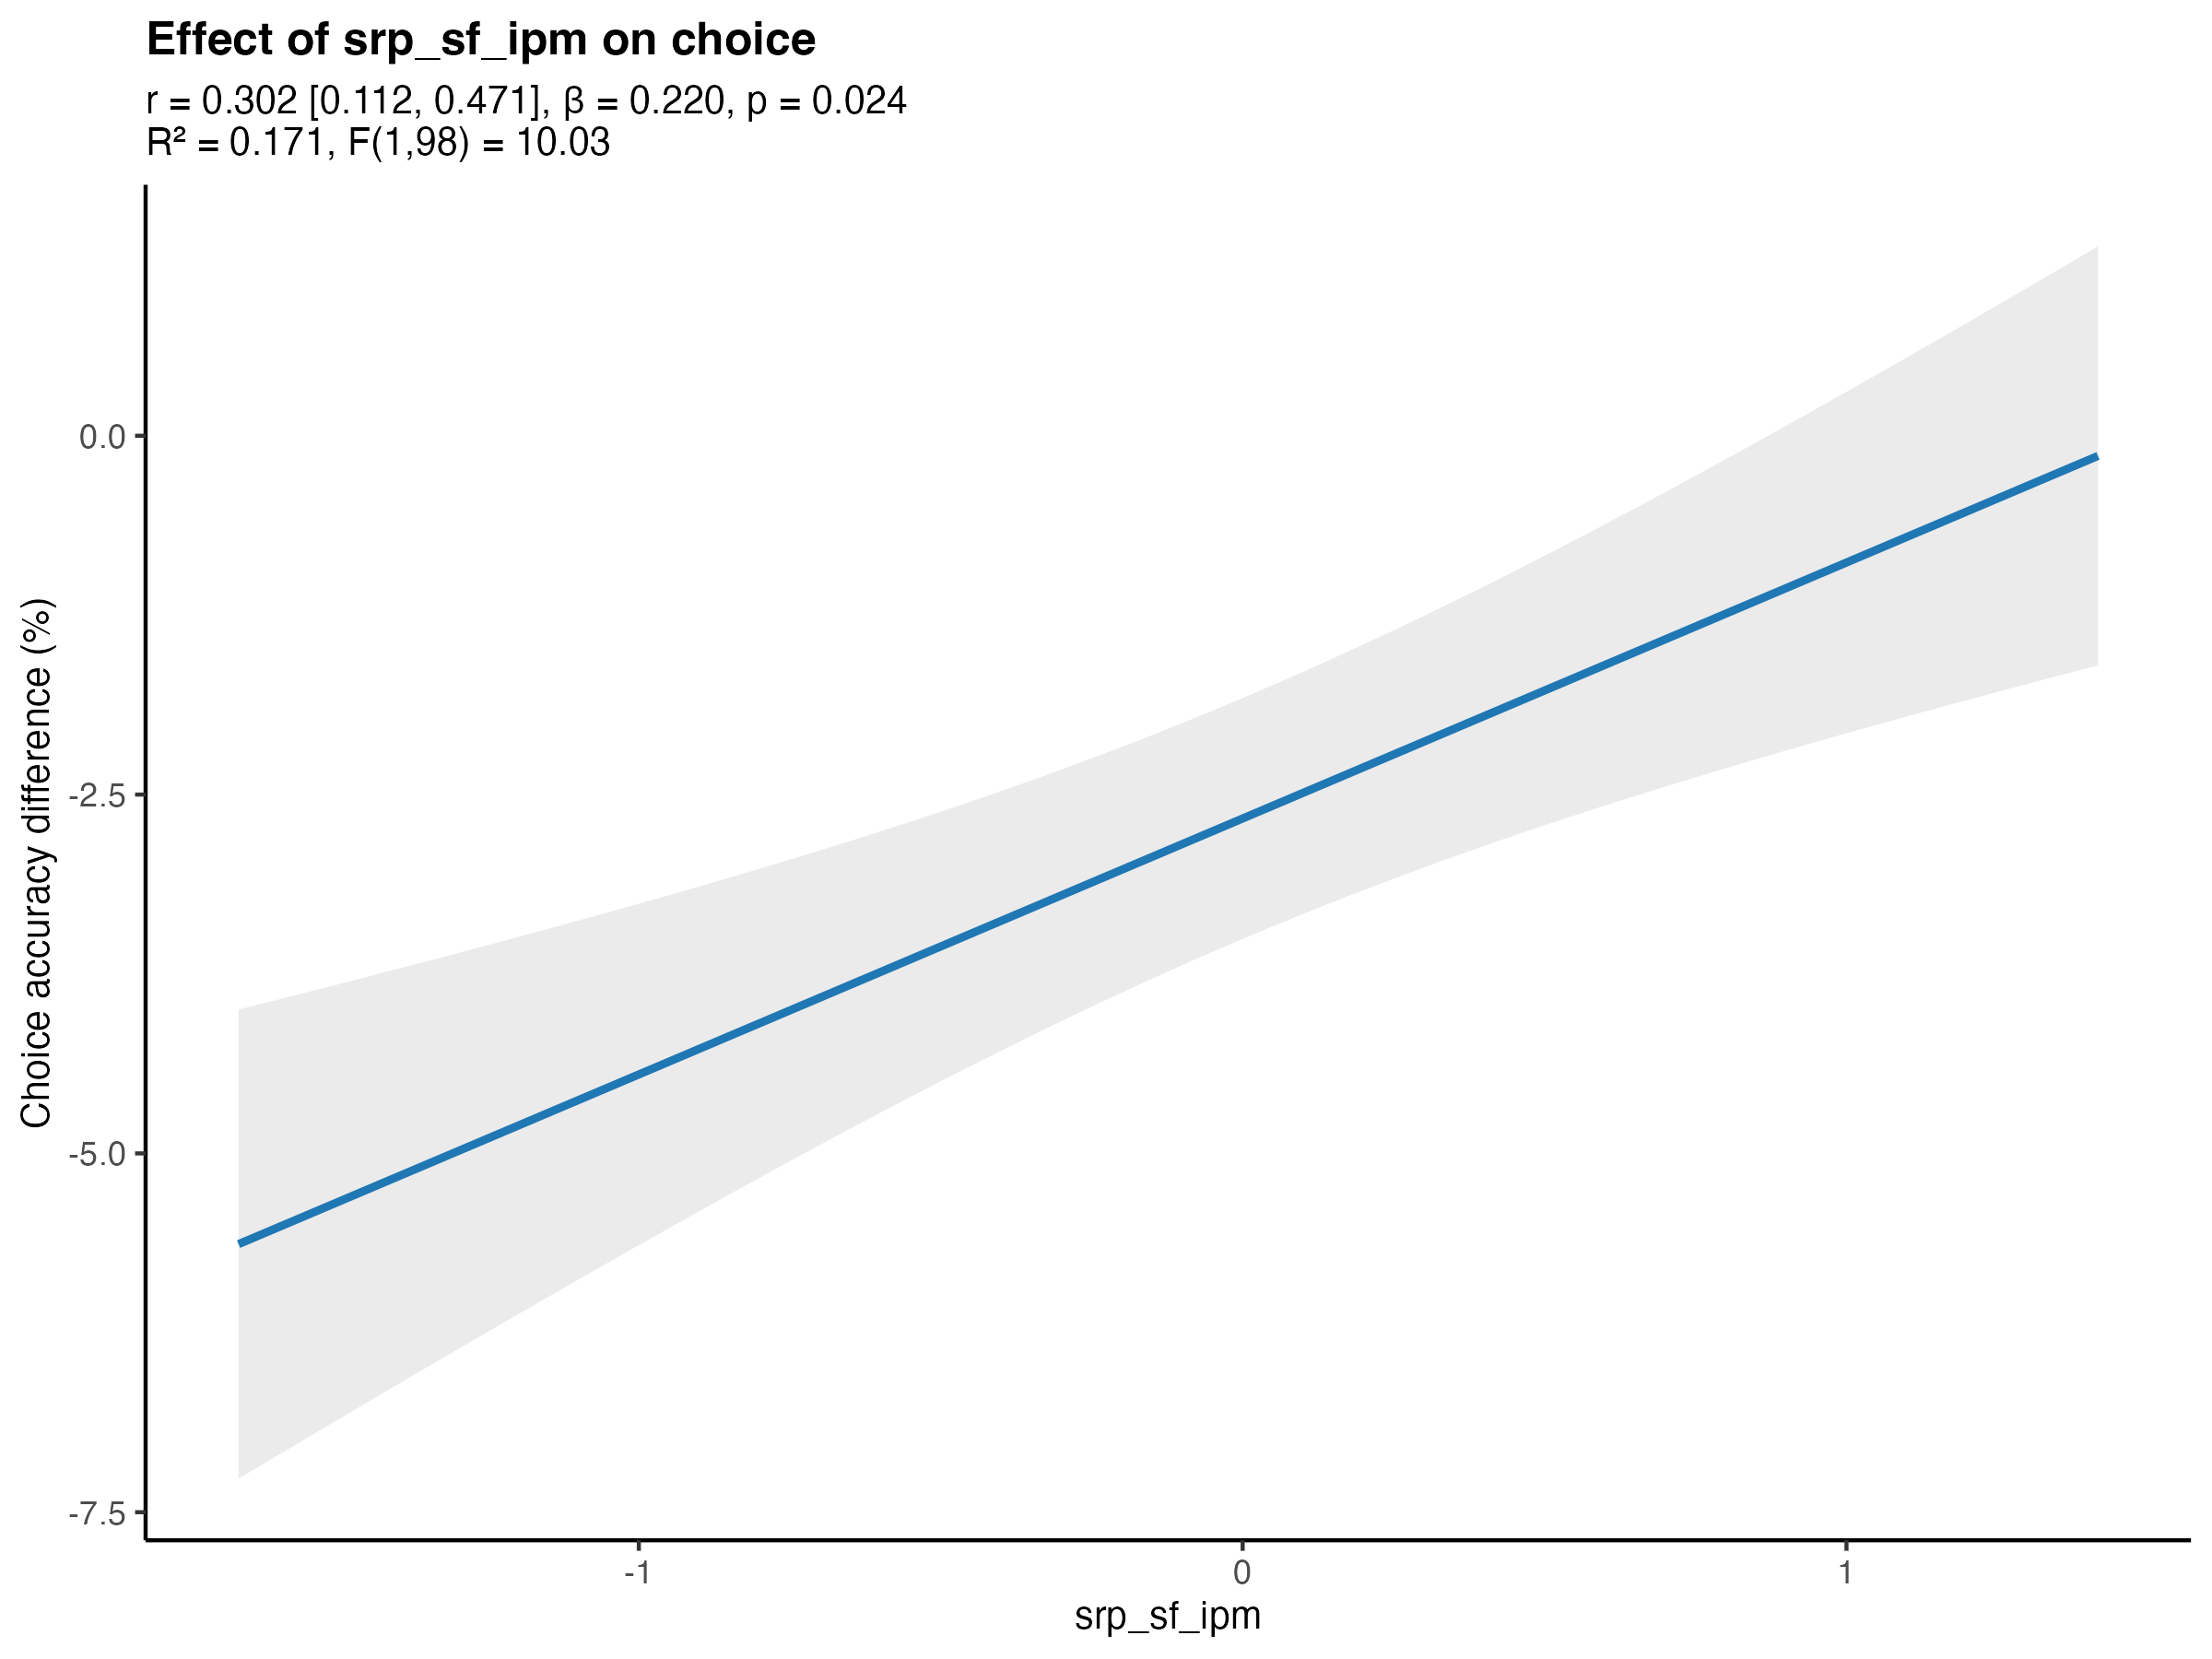 Effect of srp_sf_ipm on choice
r = 0.302 [0.112, 0.471], β = 0.220, p = 0.024
R² = 0.171, F(1,98) = 10.03
Choice accuracy difference (%)
0.0
-2.5
-5.0
-7.5
-1
0
1
srp_sf_ipm